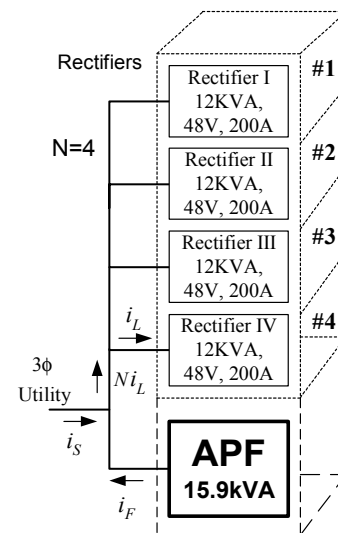 Rectifiers
N=4
Rectifier I
12KVA,
48V, 200A
#1
Rectifier II
12KVA,
48V, 200A
#2
Rectifier III
12KVA,
48V, 200A
#3
Rectifier IV
12KVA,
48V, 200A
#4
i_L
3ϕ
Utility
Ni_L
i_S
APF
15.9kVA
i_F